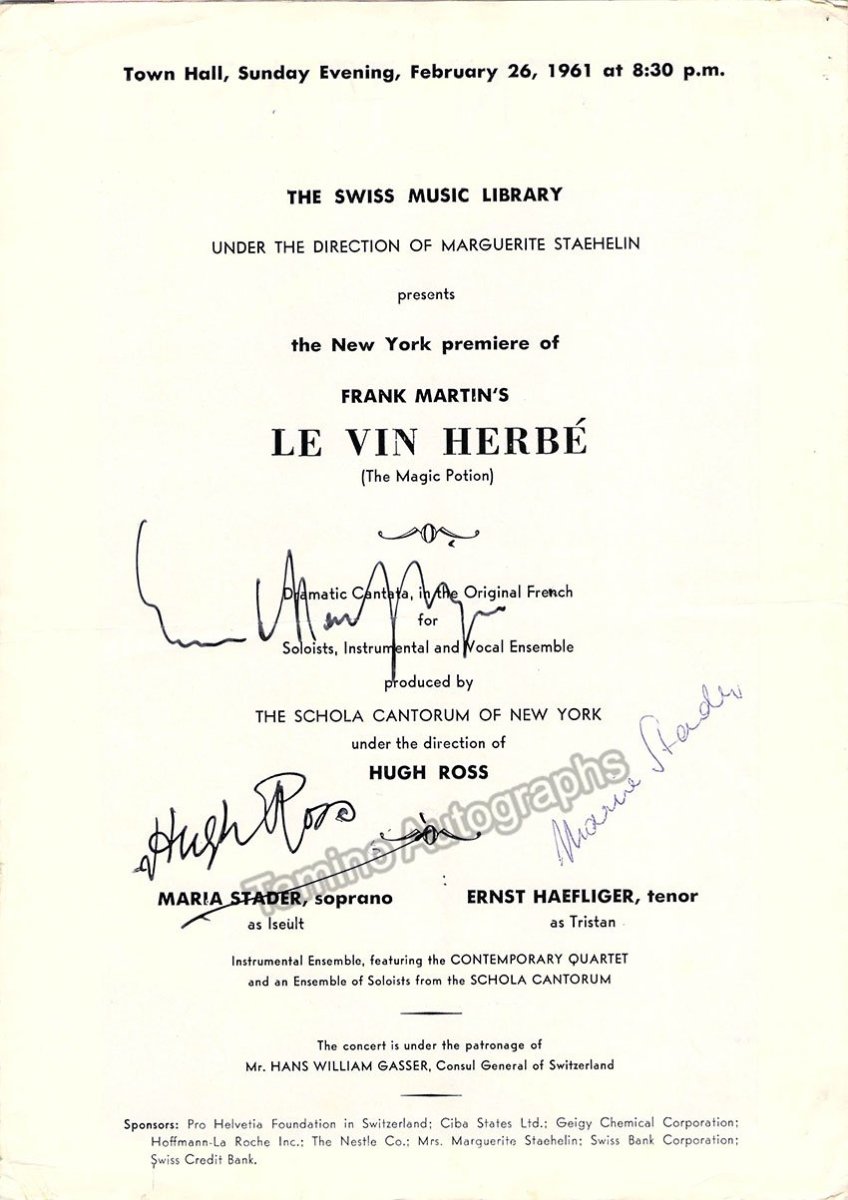 Town Hall, Sunday Evening, February 26, 1961 at 8:30 p.m.
THE SWISS MUSIC LIBRARY
UNDER THE DIRECTION OF MARGUERITE STAEHELIN
presents
the New York premiere of
FRANK MARTIN'S
LE VIN HERBÉ
(The Magic Potion)
Dramatic Cantata, in the Original French
for
Soloists, Instrumental and Vocal Ensemble
produced by
THE SCHOLA CANTORUM OF NEW YORK
under the direction of
HUGH ROSS
Hugh Ross
Maria Stader
Tamino Autographs
MARIA STADER, soprano
as Iseult
ERNST HAEFLIGER, tenor
as Tristan
Instrumental Ensemble, featuring the CONTEMPORARY QUARTET
and an Ensemble of Soloists from the SCHOLA CANTORUM
The concert is under the patronage of
Mr. HANS WILLIAM GASSER, Consul General of Switzerland
Sponsors: Pro Helvetia Foundation in Switzerland; Ciba States Ltd.; Geigy Chemical Corporation;
Hoffmann-La Roche Inc.; The Nestle Co.; Mrs. Marguerite Staehelin; Swiss Bank Corporation;
Swiss Credit Bank.